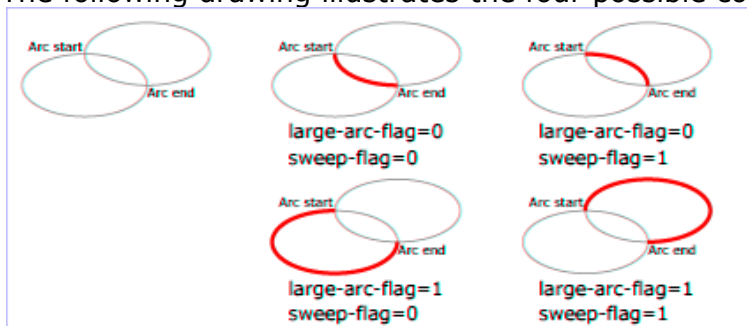 The following drawing illustrates the four possible co
Arc start
Arc end
Arc start
Arc end
large-arc-flag=0
sweep-flag=0
Arc start
Arc end
large-arc-flag=0
sweep-flag=1
Arc start
Arc end
large-arc-flag=1
sweep-flag=0
Arc start
Arc end
large-arc-flag=1
sweep-flag=1